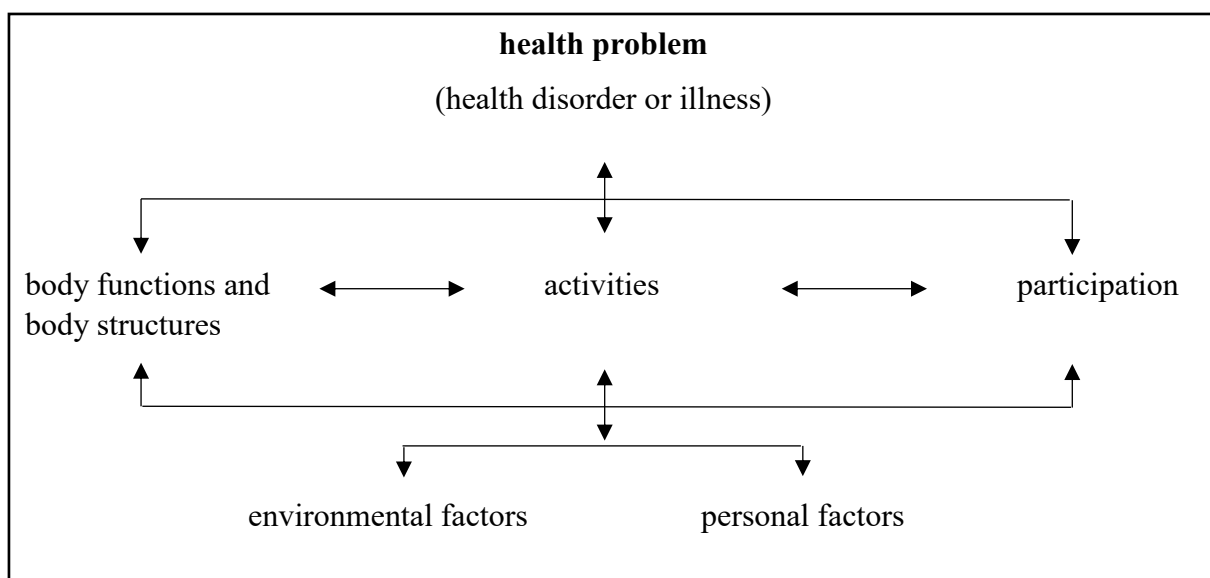 health problem
(health disorder or illness)
body functions and
body structures
activities
participation
environmental factors
personal factors